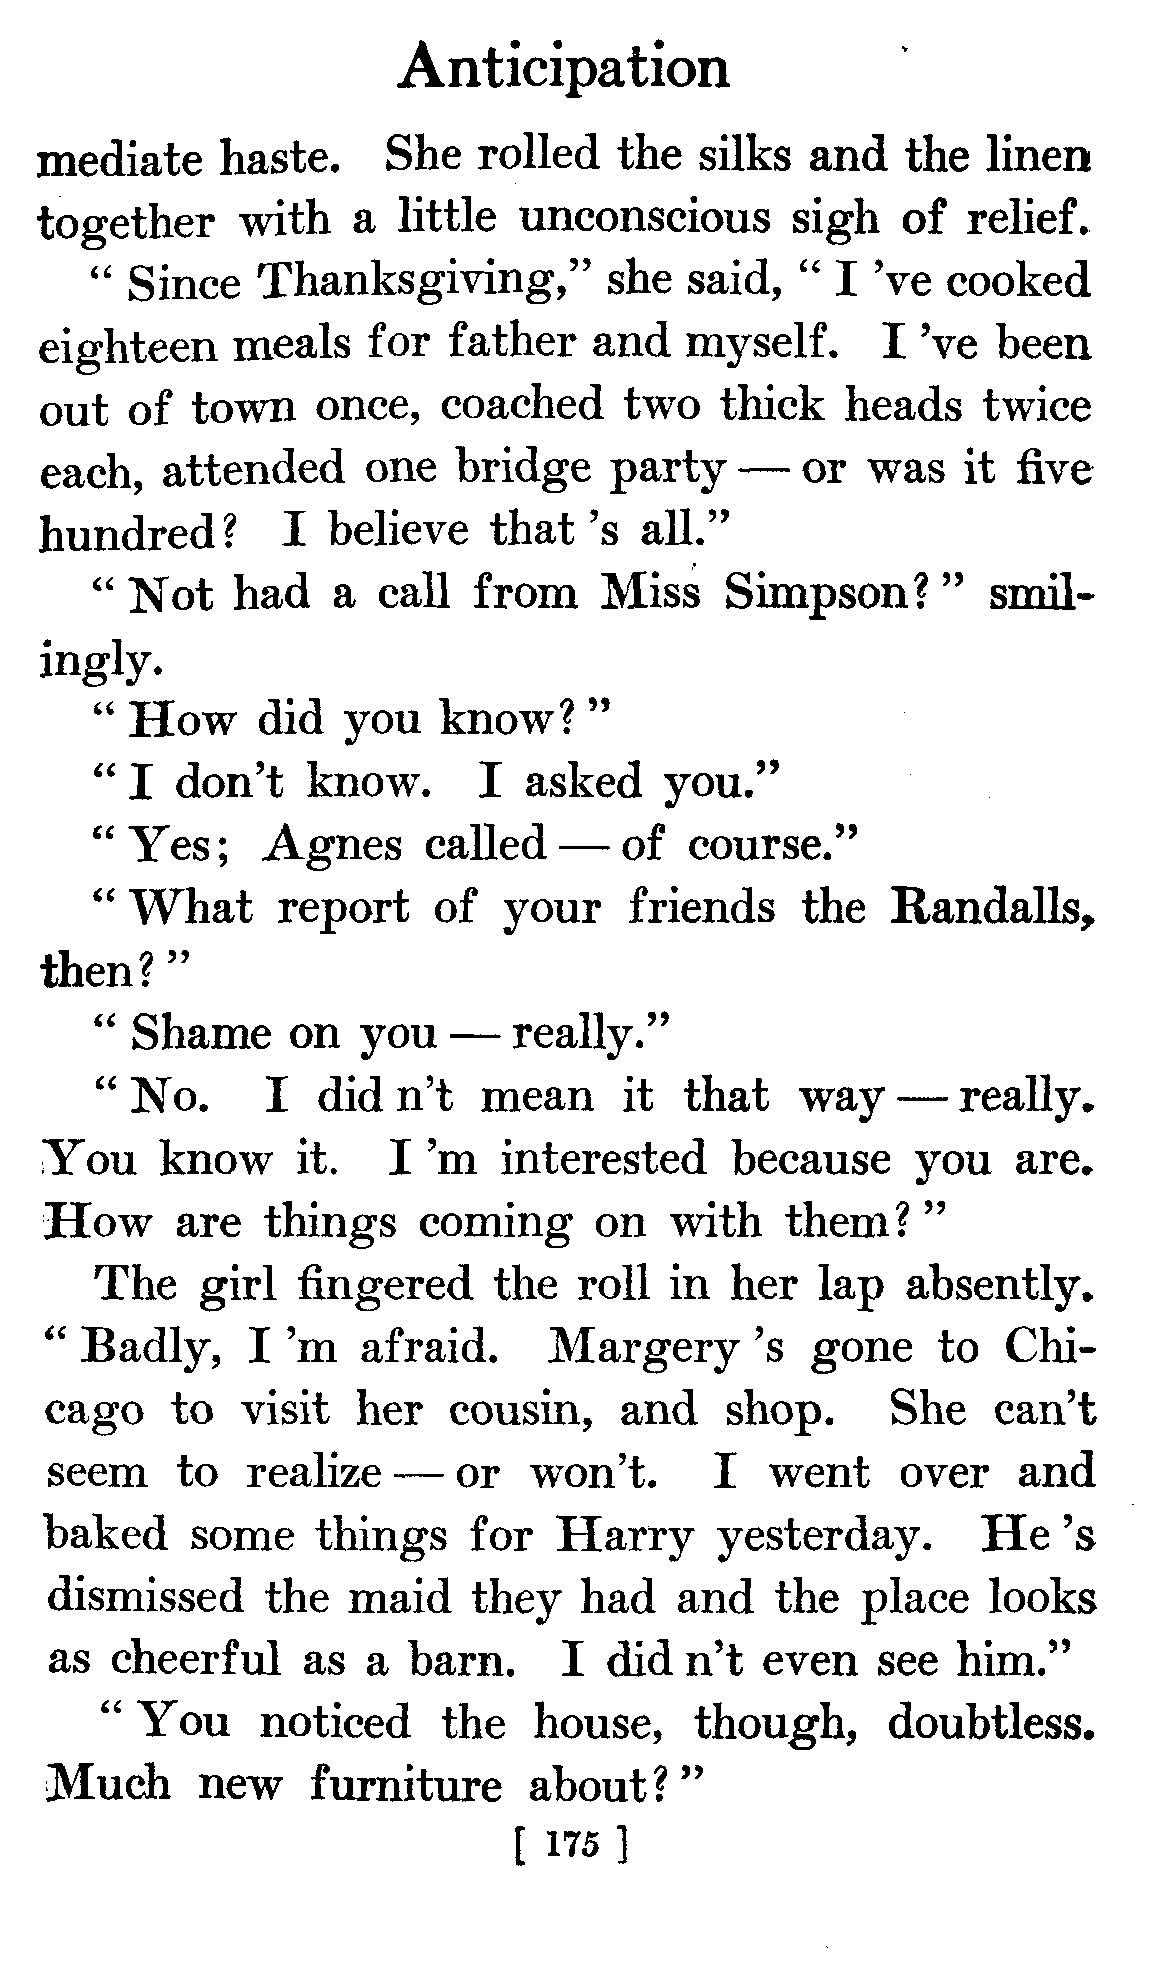 Anticipation
mediate haste. She rolled the silks and the linen
together with a little unconscious sigh of relief.
“ Since Thanksgiving,” she said, “ I 've cooked
eighteen meals for father and myself. I 've been
out of town once, coached two thick heads twice
each, attended one bridge party — or was it five
hundred? I believe that 's all.”
“ Not had a call from Miss Simpson? ” smil-
ingly.
“ How did you know? ”
“ I don't know. I asked you.”
“ Yes; Agnes called — of course.”
“ What report of your friends the Randalls,
then? ”
“ Shame on you — really.”
“ No. I did n't mean it that way — really.
You know it. I 'm interested because you are.
How are things coming on with them? ”
The girl fingered the roll in her lap absently.
“ Badly, I 'm afraid. Margery 's gone to Chi-
cago to visit her cousin, and shop. She can't
seem to realize — or won't. I went over and
baked some things for Harry yesterday. He 's
dismissed the maid they had and the place looks
as cheerful as a barn. I did n't even see him.”
“ You noticed the house, though, doubtless.
Much new furniture about? ”
[ 175 ]